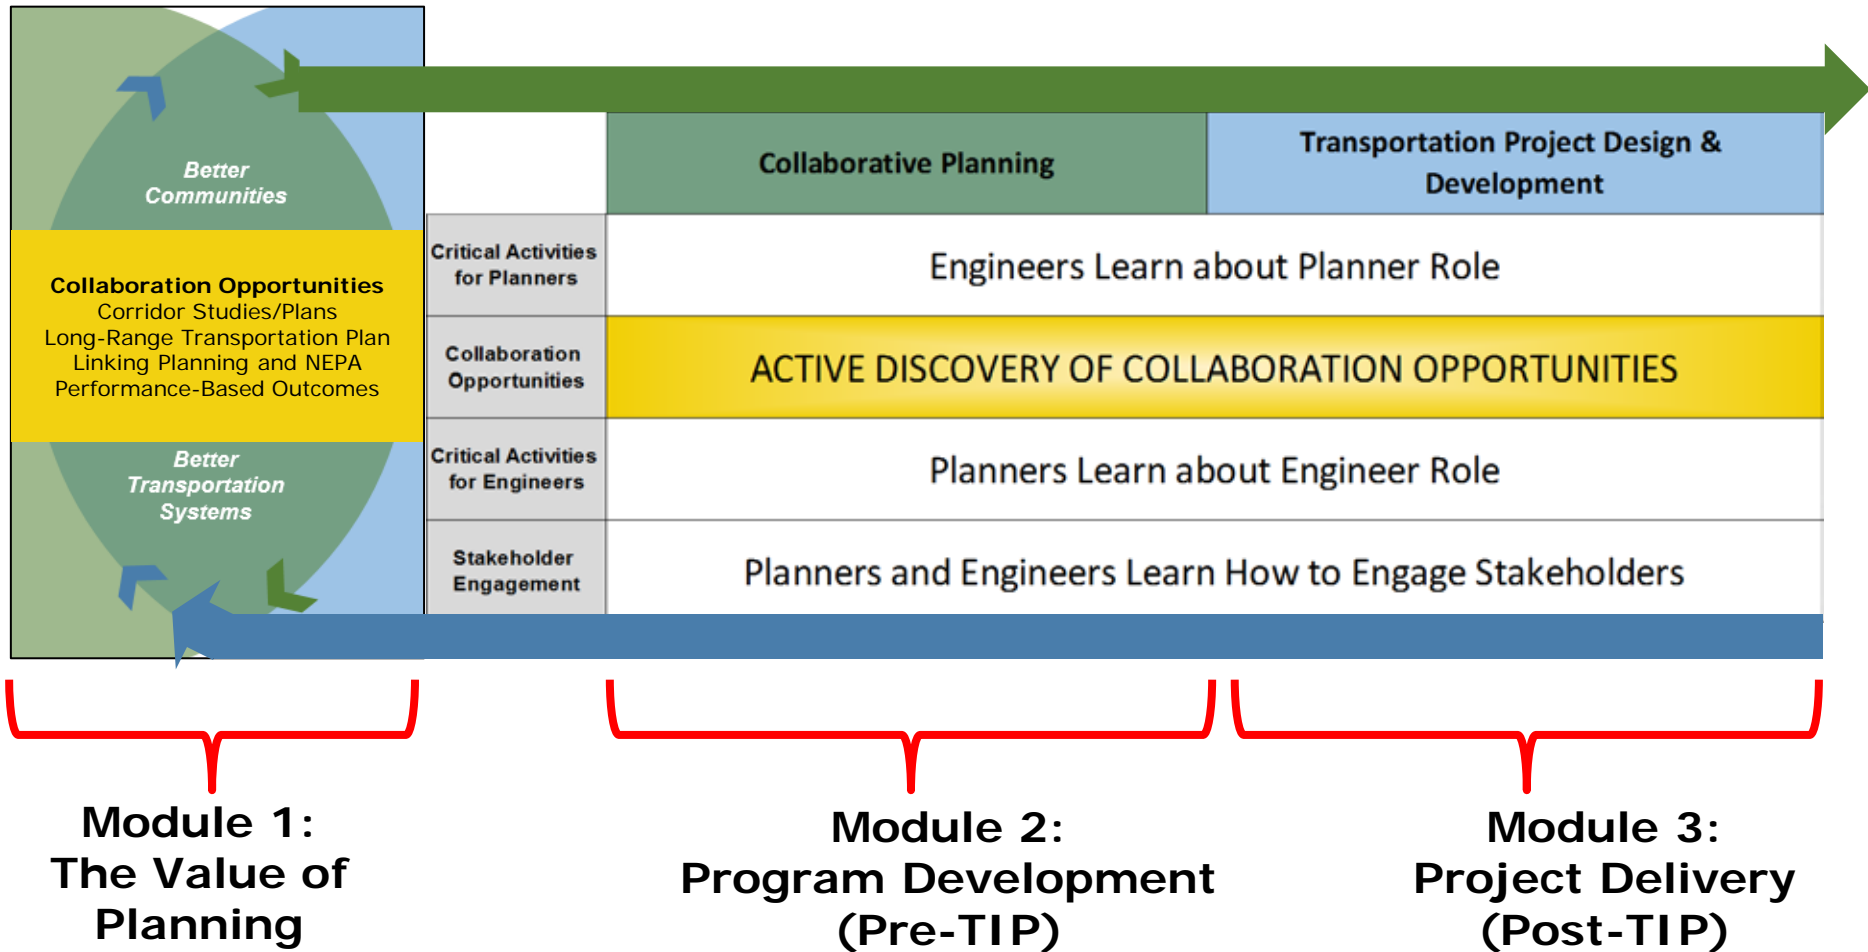 Better
Communities
Collaboration Opportunities
Corridor Studies/Plans
Long-Range Transportation Plan
Linking Planning and NEPA
Performance-Based Outcomes
Better
Transportation
Systems
Collaborative Planning
Transportation Project Design &
Development
Critical Activities
for Planners
Engineers Learn about Planner Role
Collaboration
Opportunities
ACTIVE DISCOVERY OF COLLABORATION OPPORTUNITIES
Critical Activities
for Engineers
Planners Learn about Engineer Role
Stakeholder
Engagement
Planners and Engineers Learn How to Engage Stakeholders
Module 1:
The Value of
Planning
Module 2:
Program Development
(Pre-TIP)
Module 3:
Project Delivery
(Post-TIP)